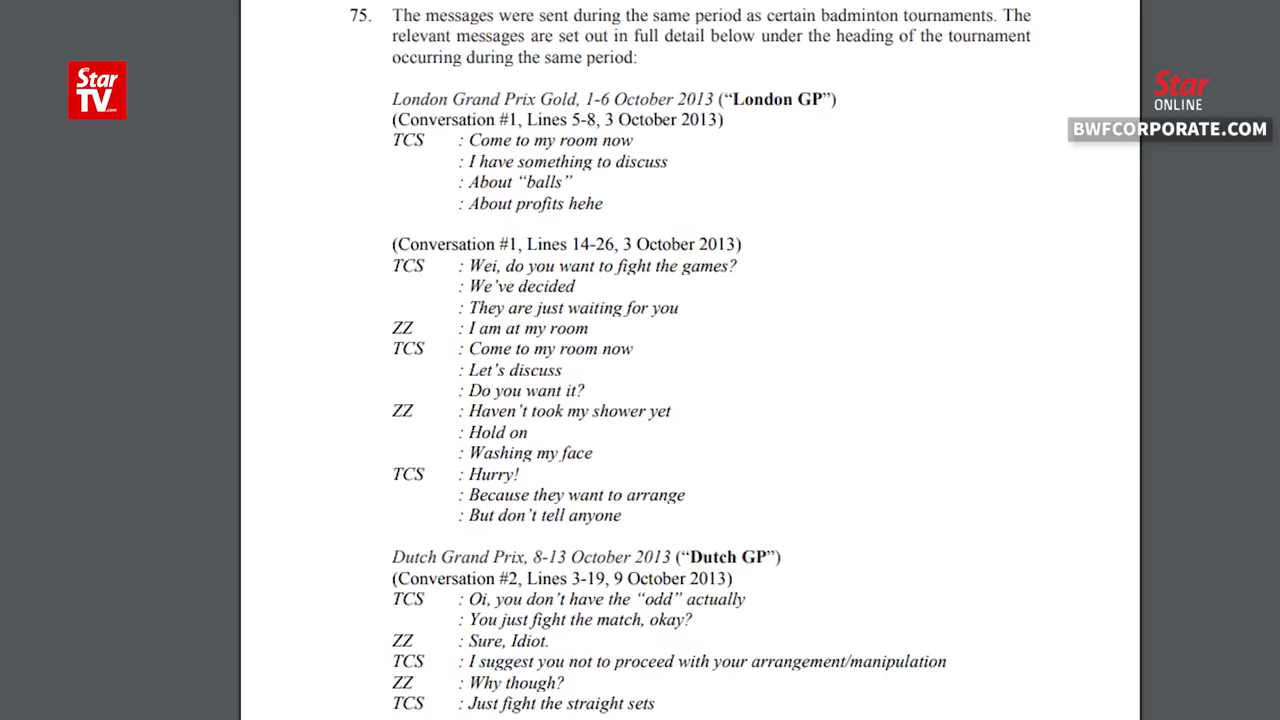 75. The messages were sent during the same period as certain badminton tournaments. The
relevant messages are set out in full detail below under the heading of the tournament
occurring during the same period:
London Grand Prix Gold, 1-6 October 2013 (“London GP”)
(Conversation #1, Lines 5-8, 3 October 2013)
TCS : Come to my room now
: I have something to discuss
: About “balls”
: About profits hehe
(Conversation #1, Lines 14-26, 3 October 2013)
TCS : Wei, do you want to fight the games?
: We’ve decided
: They are just waiting for you
ZZ : I am at my room
TCS : Come to my room now
: Let’s discuss
: Do you want it?
ZZ : Haven’t took my shower yet
: Hold on
: Washing my face
TCS : Hurry!
: Because they want to arrange
: But don’t tell anyone
Dutch Grand Prix, 8-13 October 2013 (“Dutch GP”)
(Conversation #2, Lines 3-19, 9 October 2013)
TCS : Oi, you don’t have the “odd” actually
: You just fight the match, okay?
ZZ : Sure, Idiot.
TCS : I suggest you not to proceed with your arrangement/manipulation
ZZ : Why though?
TCS : Just fight the straight sets
Star
TV.com
Star
ONLINE
BWFCORPORATE.COM